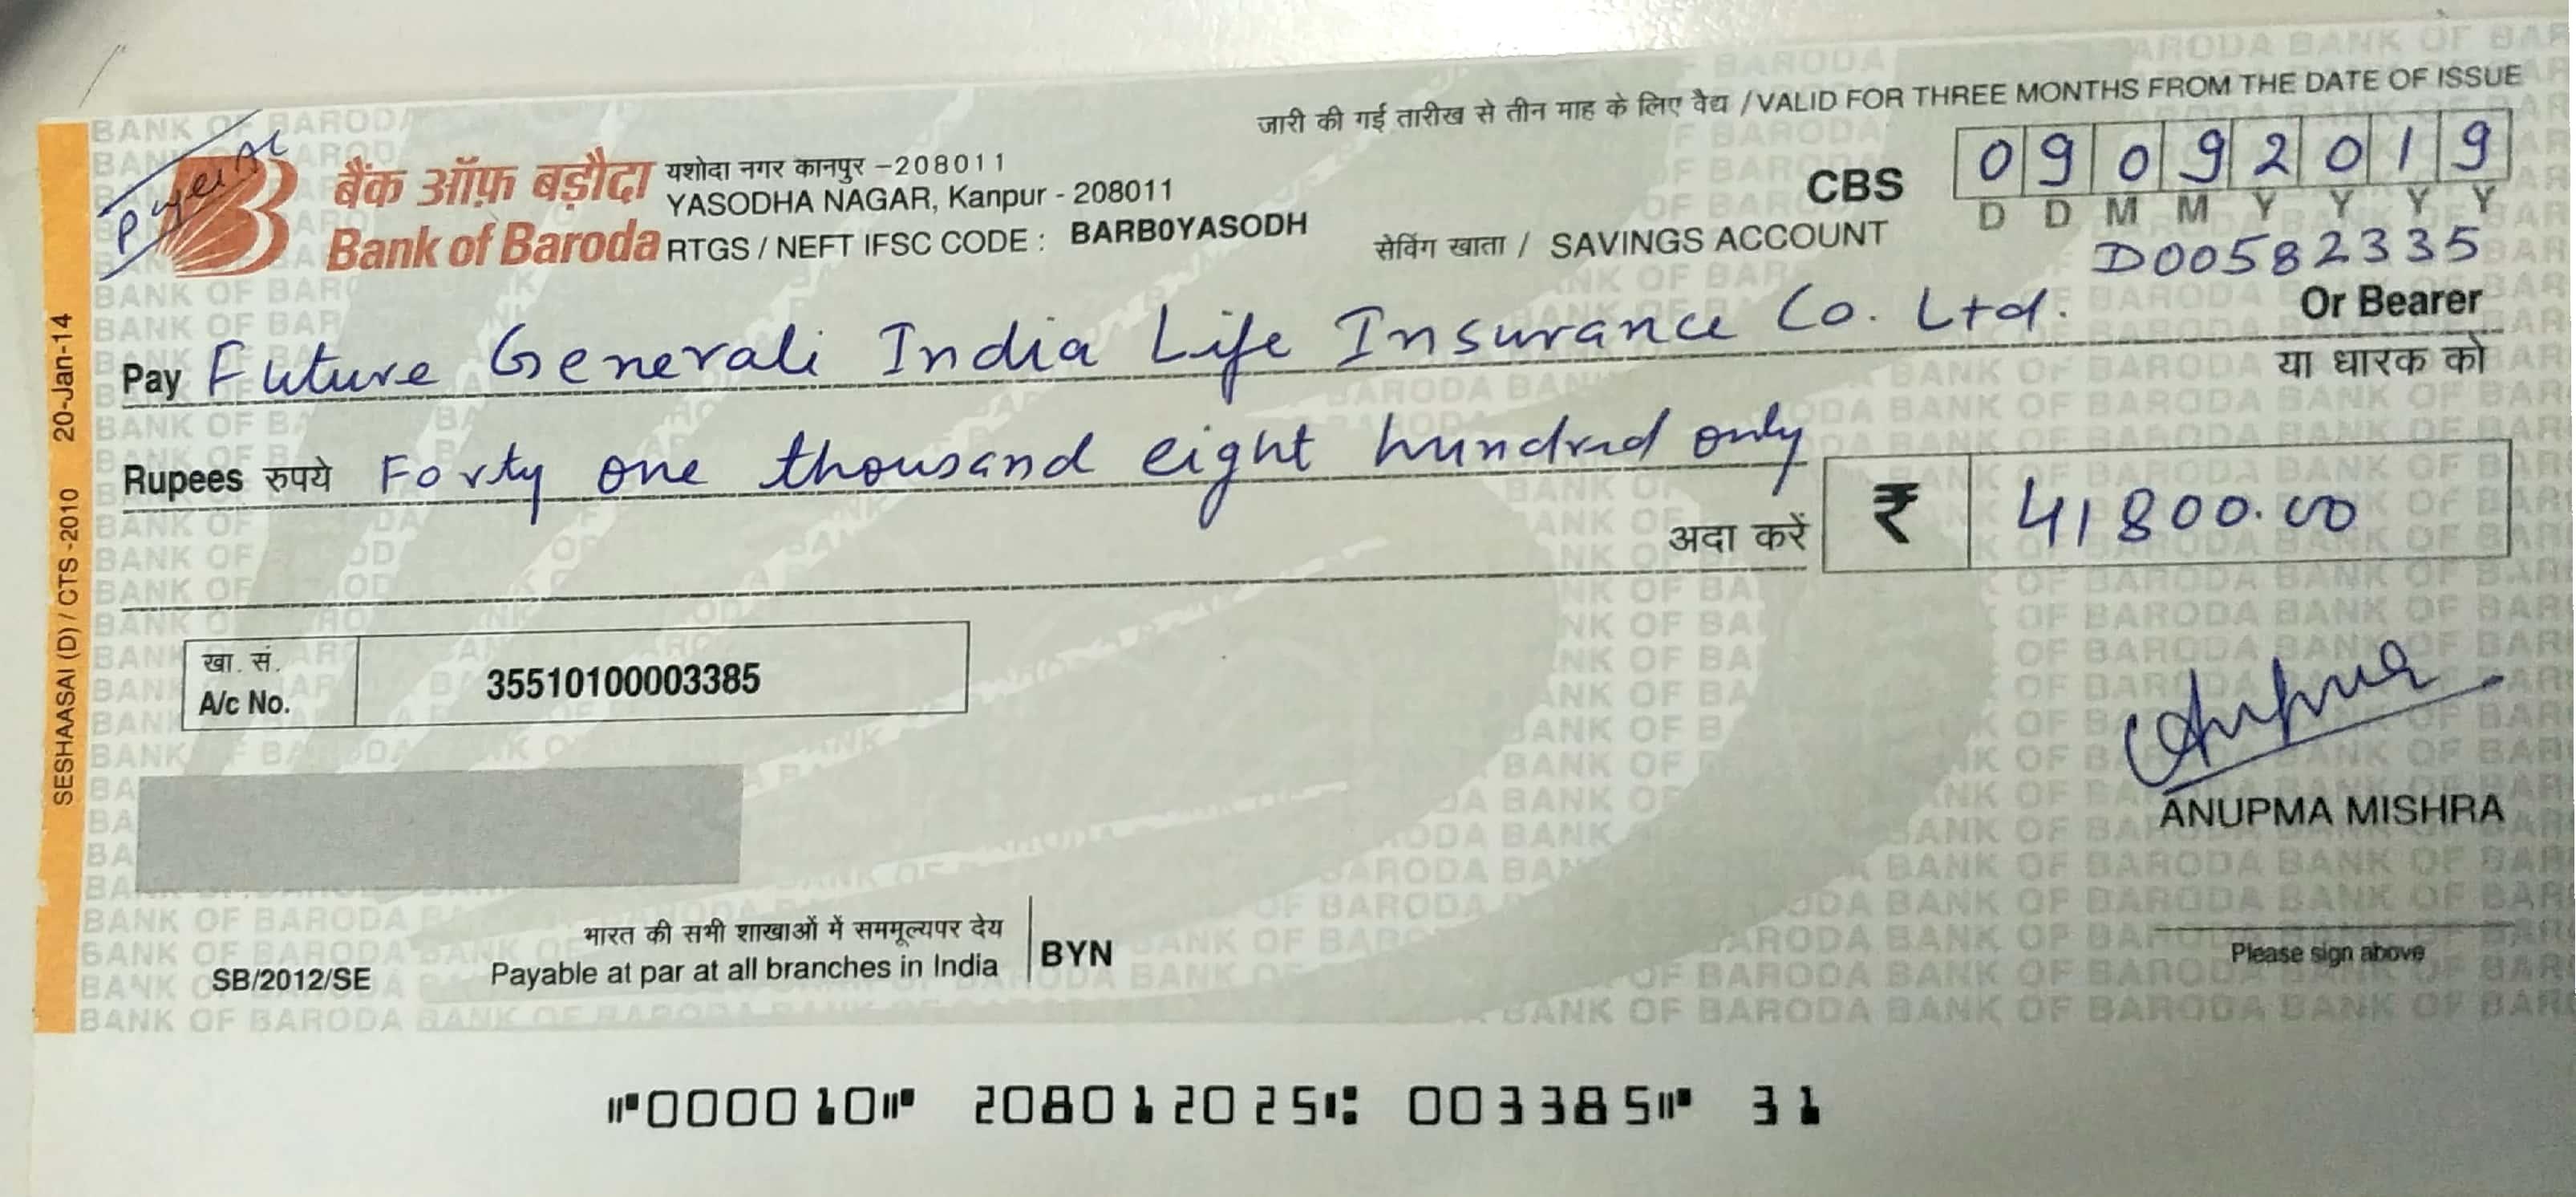 जारी की गई तारीख से तीन माह के लिए वैद्य / VALID FOR THREE MONTHS FROM THE DATE OF ISSUE
Payee A/c
बैंक ऑफ़ बड़ौदा
Bank of Baroda
यशोदा नगर कानपुर -208011
YASODHA NAGAR, Kanpur - 208011
RTGS / NEFT IFSC CODE : BARB0YASODH
CBS
सेविंग खाता / SAVINGS ACCOUNT
0 9 0 9 2 0 1 9
D D M M Y Y Y Y
D00582335
Pay Future Generali India Life Insurance Co. Ltd. Or Bearer
या धारक को
Rupees रुपये Forty one thousand eight hundred only
अदा करें ₹ 41800.00
खा. सं.
A/c No. 35510100003385
ANUPMA MISHRA
Please sign above
भारत की सभी शाखाओं में सममूल्यपर देय
SB/2012/SE Payable at par at all branches in India BYN
SESHAASAI (D) / CTS -2010 20-Jan-14
⑈000010⑈ 208012025⑆ 003385⑈ 31
Anupma
BANK OF BARODA